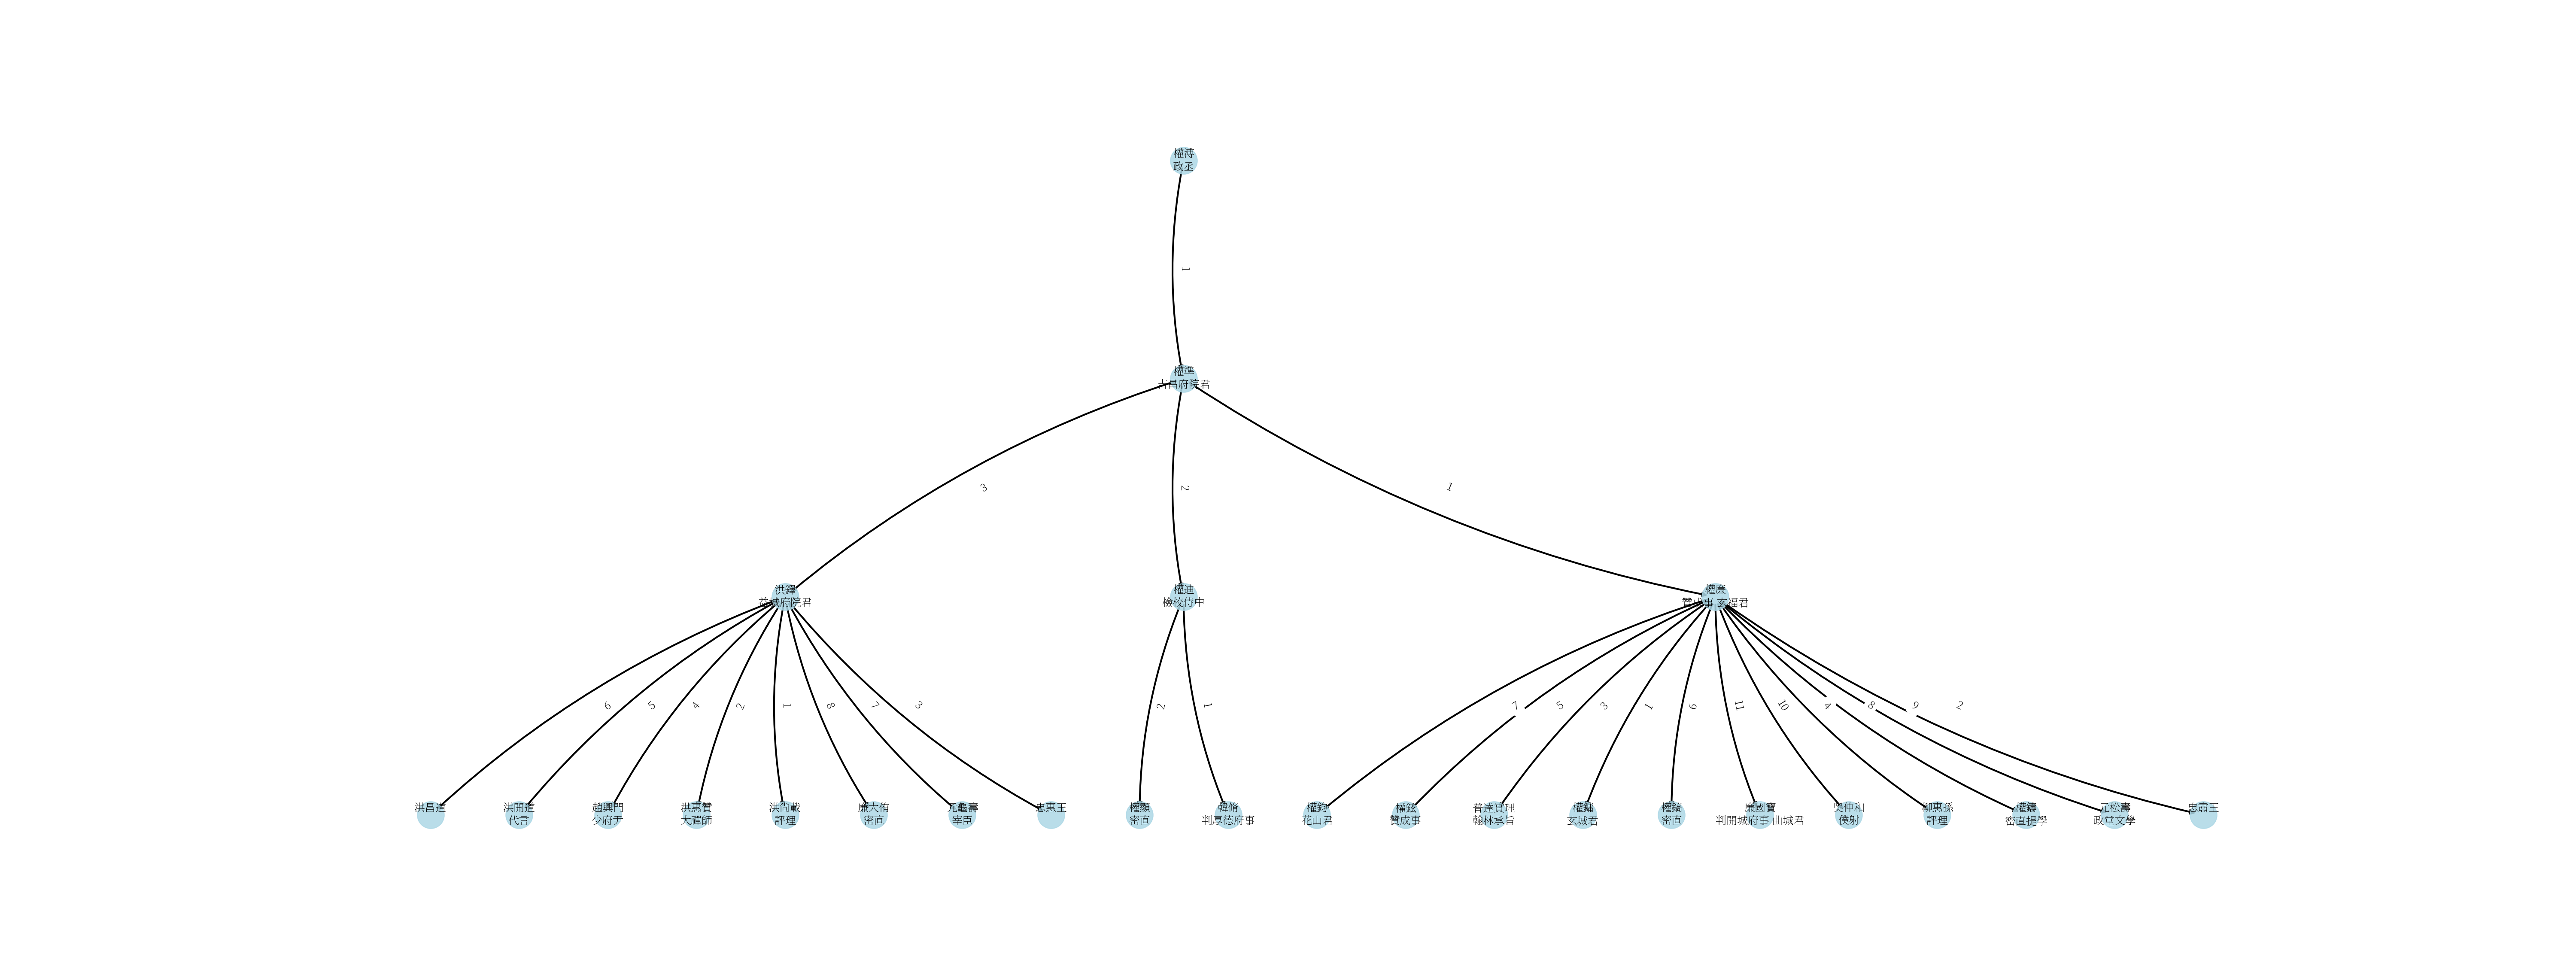 權溥
政丞
1
權準
吉昌府院君
3
2
1
洪鐸
益城府院君
權迪
檢校侍中
權廉
贊成事 玄福君
6
5
4
2
1
8
7
3
2
1
7
5
3
1
9
11
10
4
8
9
2
洪昌道
洪開道
代言
趙興門
少府尹
洪惠贊
大禪師
洪尚載
評理
廉大侑
密直
元龜壽
宰臣
忠惠王
權顯
密直
韓脩
判厚德府事
權鈞
花山君
權鉉
贊成事
普達實理
翰林承旨
權鏞
玄城君
權鎬
密直
廉國寶
判開城府事 曲城君
吳仲和
僕射
柳惠孫
評理
權鑄
密直提學
元松壽
政堂文學
忠肅王